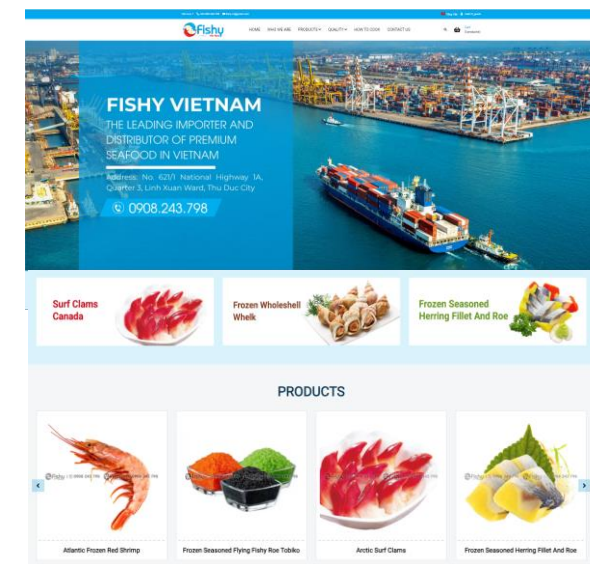 Fishy
HOME WHO WE ARE PRODUCTS QUALITY HOW TO COOK CONTACT US
FISHY VIETNAM
THE LEADING IMPORTER AND
DISTRIBUTOR OF PREMIUM
SEAFOOD IN VIETNAM
Address: No. 621/1 National Highway 1A,
Quarter 3, Linh Xuan Ward, Thu Duc City
0908.243.798
Surf Clams
Canada
Frozen Wholeshell
Whelk
Frozen Seasoned
Herring Fillet And Roe
PRODUCTS
Atlantic Frozen Red Shrimp
Frozen Seasoned Flying Fishy Roe Tobiko
Arctic Surf Clams
Frozen Seasoned Herring Fillet And Roe